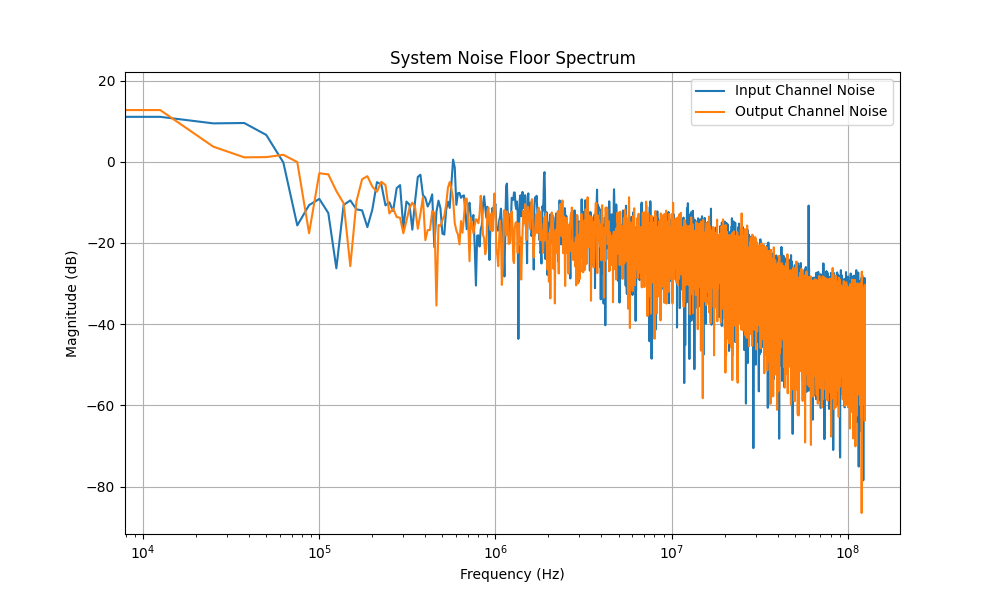 System Noise Floor Spectrum
Input Channel Noise
Output Channel Noise
20
0
−20
−40
−60
−80
Magnitude (dB)
10⁴ 10⁵ 10⁶ 10⁷ 10⁸
Frequency (Hz)